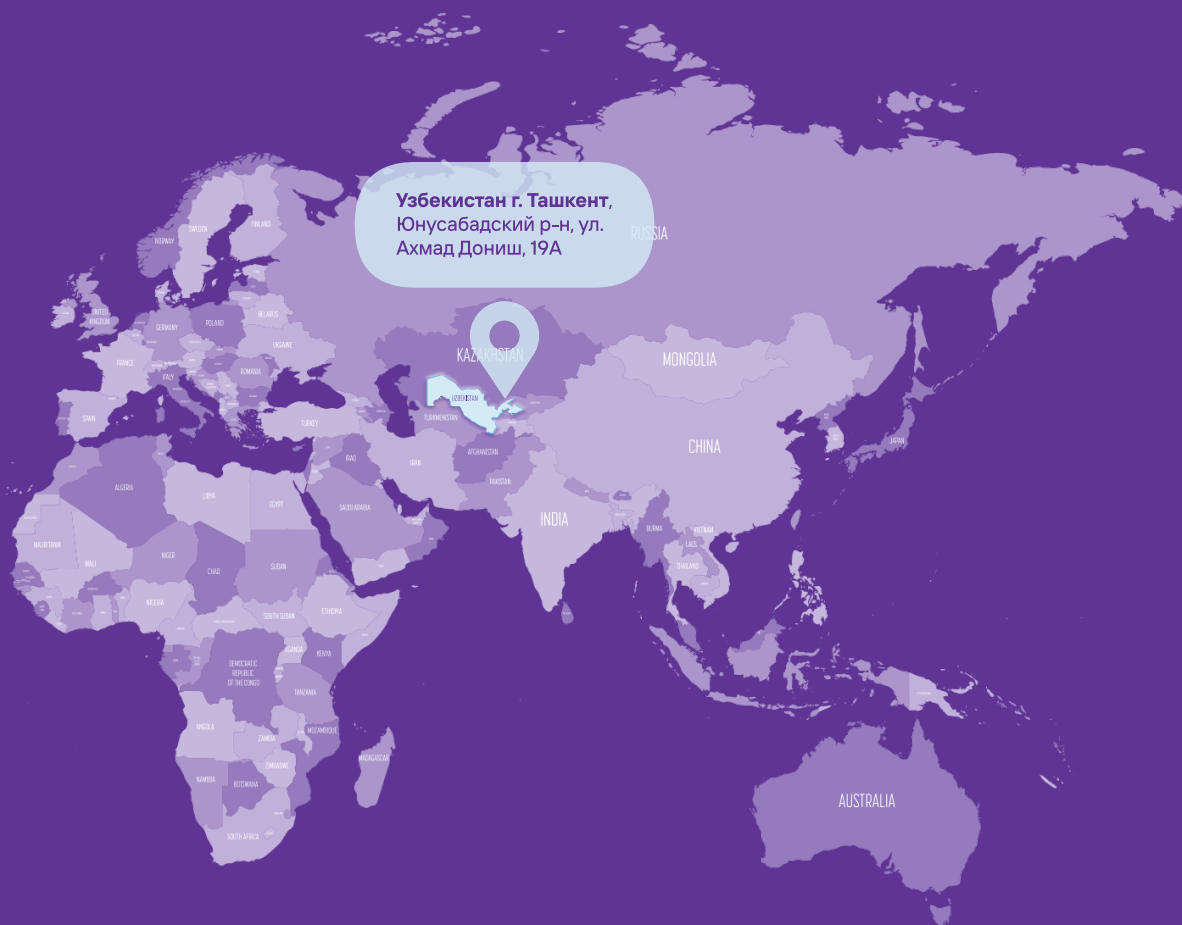 Узбекистан г. Ташкент,
Юнусабадский р-н, ул.
Ахмад Дониш, 19А
RUSSIA
SWEDEN
FINLAND
NORWAY
UNITED
KINGDOM
BELARUS
POLAND
GERMANY
UKRAINE
FRANCE
ITALY
ROMANIA
KAZAKHSTAN
MONGOLIA
UZBEKISTAN
SPAIN
TURKEY
TURKMENISTAN
CHINA
JAPAN
IRAQ
IRAN
AFGHANISTAN
PAKISTAN
ALGERIA
LIBYA
EGYPT
SAUDI ARABIA
INDIA
BURMA
VIETNAM
LAOS
THAILAND
MAURITANIA
MALI
NIGER
CHAD
SUDAN
NIGERIA
SOUTH SUDAN
ETHIOPIA
UGANDA
KENYA
DEMOCRATIC
REPUBLIC
OF THE CONGO
TANZANIA
ANGOLA
ZAMBIA
MOZAMBIQUE
ZIMBABWE
MADAGASCAR
NAMIBIA
BOTSWANA
SOUTH AFRICA
AUSTRALIA